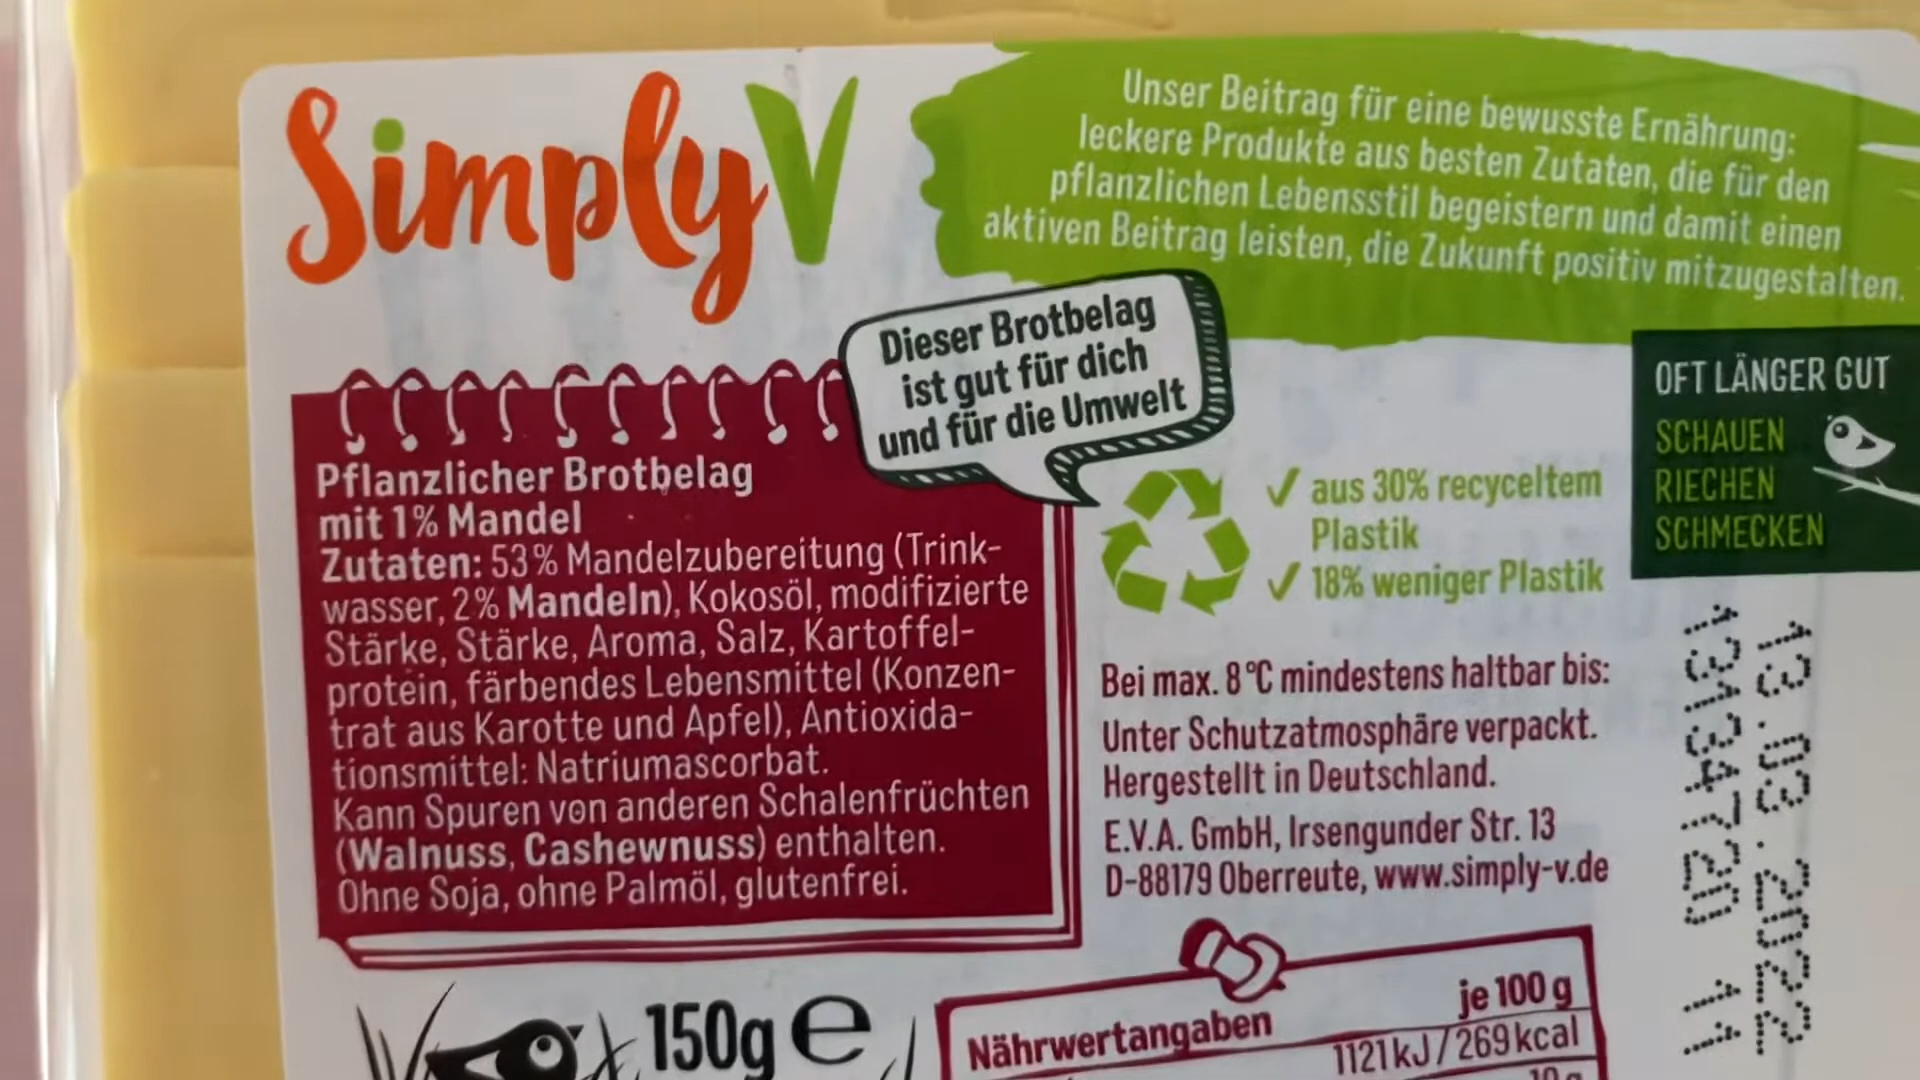 SimplyV
Unser Beitrag für eine bewusste Ernährung:
leckere Produkte aus besten Zutaten, die für den
pflanzlichen Lebensstil begeistern und damit einen
aktiven Beitrag leisten, die Zukunft positiv mitzugestalten.
Dieser Brotbelag
ist gut für dich
und für die Umwelt
Pflanzlicher Brotbelag
mit 1% Mandel
Zutaten: 53% Mandelzubereitung (Trink-
wasser, 2% Mandeln), Kokosöl, modifizierte
Stärke, Stärke, Aroma, Salz, Kartoffel-
protein, färbendes Lebensmittel (Konzen-
trat aus Karotte und Apfel), Antioxida-
tionsmittel: Natriumascorbat.
Kann Spuren von anderen Schalenfrüchten
(Walnuss, Cashewnuss) enthalten.
Ohne Soja, ohne Palmöl, glutenfrei.
✓ aus 30% recyceltem
Plastik
✓ 18% weniger Plastik
OFT LÄNGER GUT
SCHAUEN
RIECHEN
SCHMECKEN
Bei max. 8°C mindestens haltbar bis:
Unter Schutzatmosphäre verpackt.
Hergestellt in Deutschland.
E.V.A. GmbH, Irsengunder Str. 13
D-88179 Oberreute, www.simply-v.de
13.03.2022
131334720 11
150g e
Nährwertangaben
je 100 g
1121 kJ/269 kcal